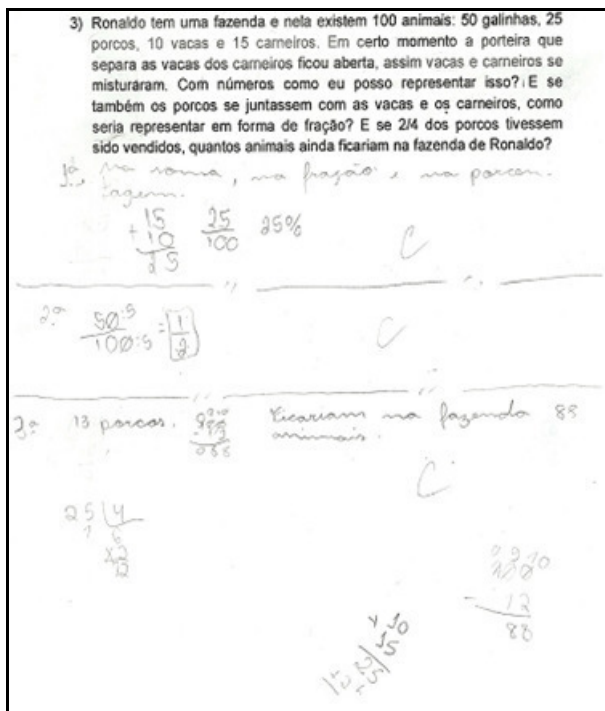 3) Ronaldo tem uma fazenda e nela existem 100 animais: 50 galinhas, 25
porcos, 10 vacas e 15 carneiros. Em certo momento a porteira que
separa as vacas dos carneiros ficou aberta, assim vacas e carneiros se
misturaram. Com números como eu posso representar isso? E se
também os porcos se juntassem com as vacas e os carneiros, como
seria representar em forma de fração? E se 2/4 dos porcos tivessem
sido vendidos, quantos animais ainda ficariam na fazenda de Ronaldo?
na soma, na fração e na porcen-
tagem.
15 25 25%
+ 10 100
25
C
2ª 50 :5 = 1
100 :5 2
C
3ª 13 porcos. Ficariam na fazenda 88
animais.
C
25 4
1 6
x2
12
100
- 12
88